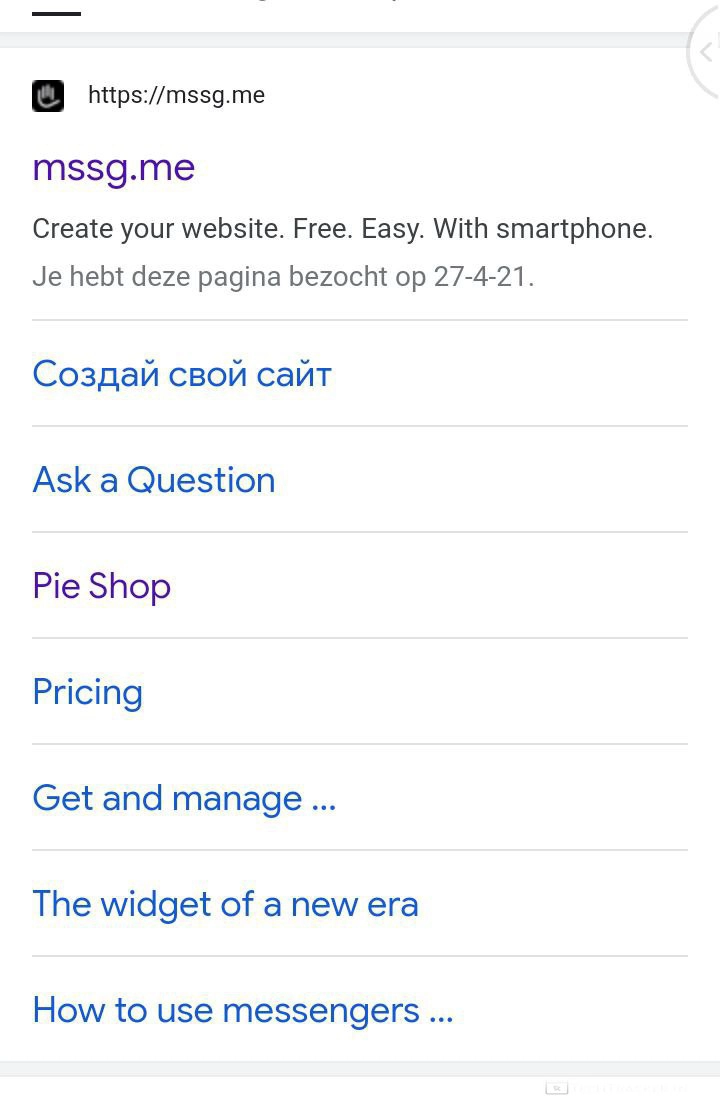 https://mssg.me
mssg.me
Create your website. Free. Easy. With smartphone.
Je hebt deze pagina bezocht op 27-4-21.
Создай свой сайт
Ask a Question
Pie Shop
Pricing
Get and manage ...
The widget of a new era
How to use messengers ...